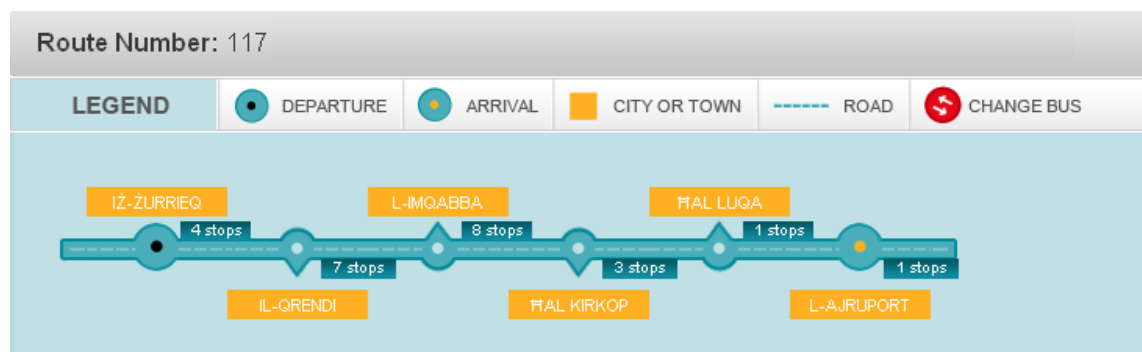 Route Number: 117
LEGEND DEPARTURE ARRIVAL CITY OR TOWN ROAD CHANGE BUS
IŻ-ŻURRIEQ L-IMQABBA ĦAL LUQA
4 stops 8 stops 1 stops
7 stops 3 stops 1 stops
IL-QRENDI ĦAL KIRKOP L-AJRUPORT